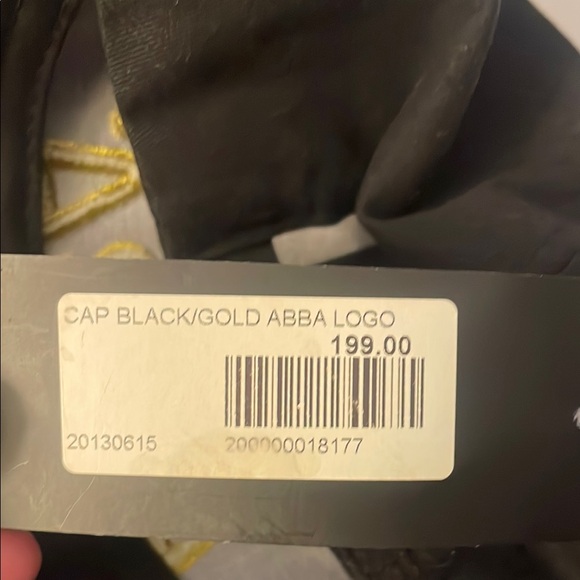 CAP BLACK/GOLD ABBA LOGO
199.00
20130615
200000018177